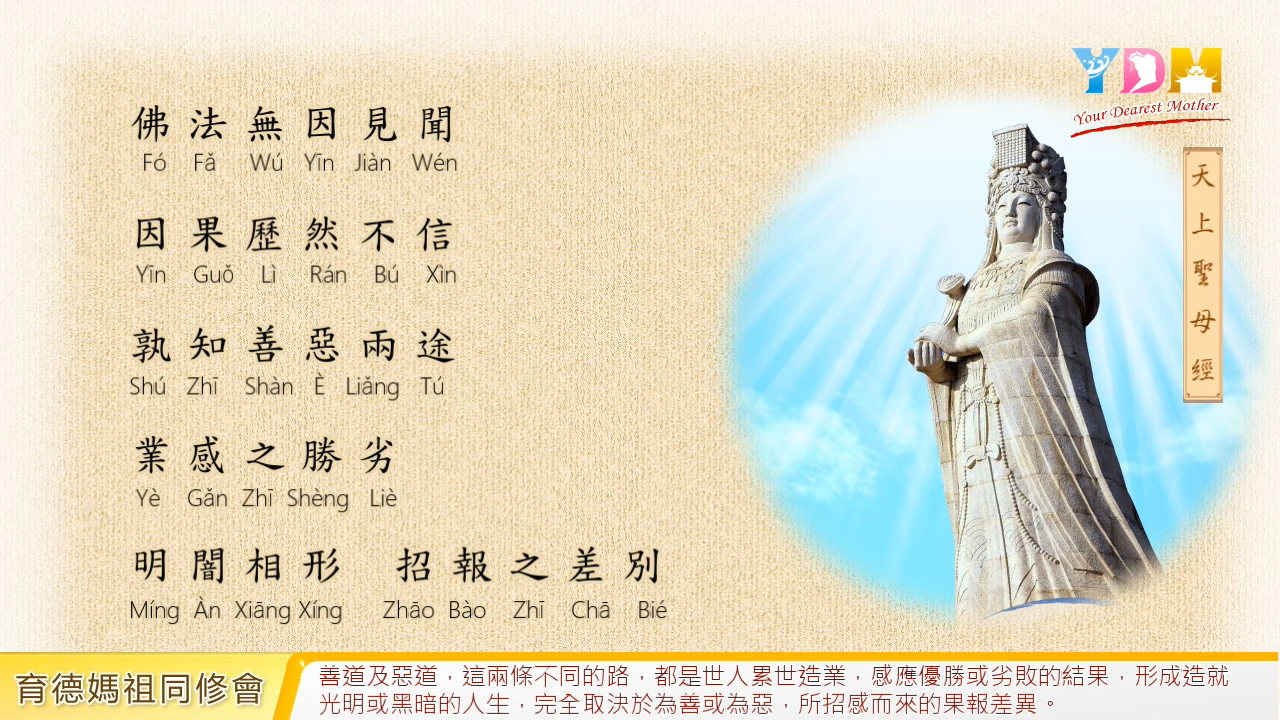 佛法無因見聞
Fó Fǎ Wú Yīn Jiàn Wén
因果歷然不信
Yīn Guǒ Lì Rán Bú Xìn
孰知善惡兩途
Shú Zhī Shàn È Liǎng Tú
業感之勝劣
Yè Gǎn Zhī Shèng Liè
明闇相形 招報之差別
Míng Àn Xiāng Xíng Zhāo Bào Zhī Chā Bié
YDM
Your Dearest Mother
天上聖母經
育德媽祖同修會
善道及惡道，這兩條不同的路，都是世人累世造業，感應優勝或劣敗的結果，形成造就
光明或黑暗的人生，完全取決於為善或為惡，所招感而來的果報差異。